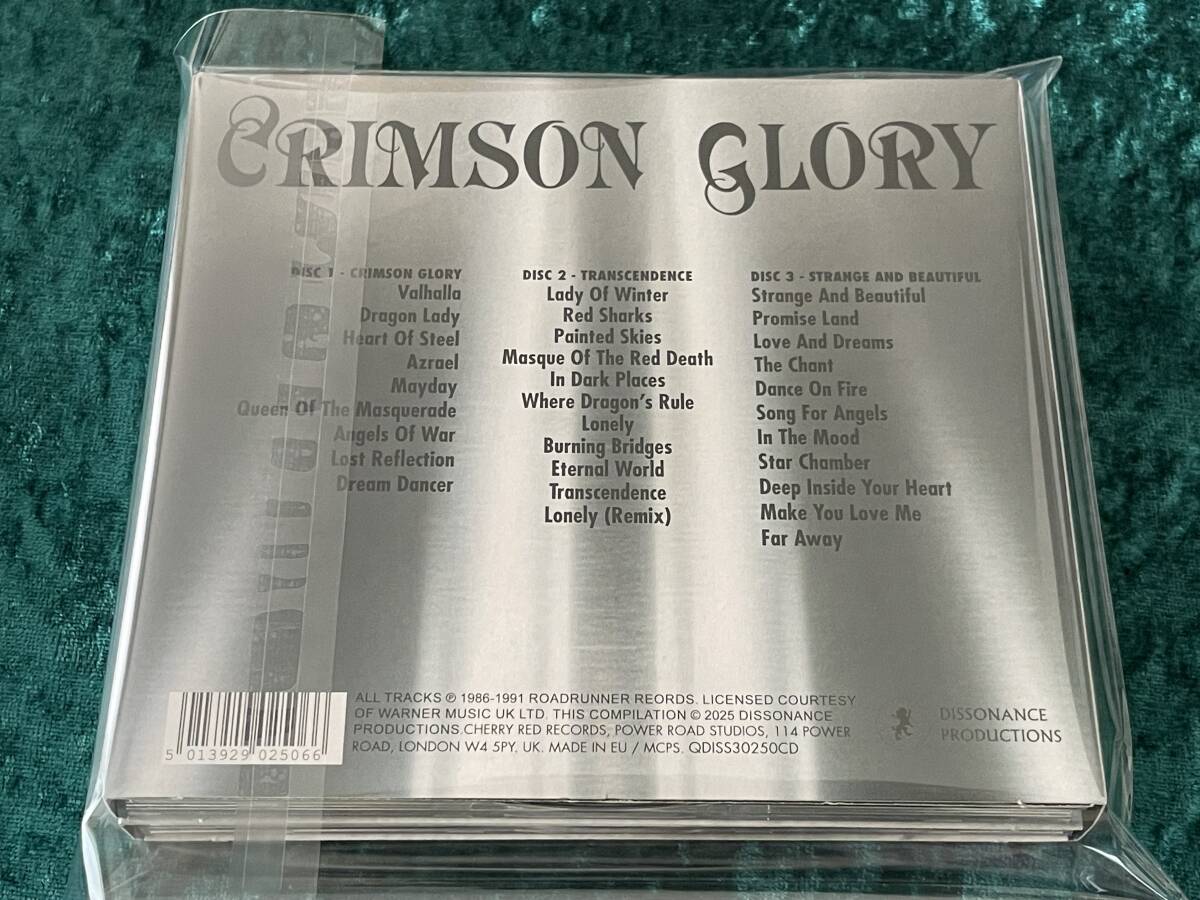 CRIMSON GLORY
DISC 1 - CRIMSON GLORY
Valhalla
Dragon Lady
Heart Of Steel
Azrael
Mayday
Queen Of The Masquerade
Angels Of War
Lost Reflection
Dream Dancer
DISC 2 - TRANSCENDENCE
Lady Of Winter
Red Sharks
Painted Skies
Masque Of The Red Death
In Dark Places
Where Dragon's Rule
Lonely
Burning Bridges
Eternal World
Transcendence
Lonely (Remix)
DISC 3 - STRANGE AND BEAUTIFUL
Strange And Beautiful
Promise Land
Love And Dreams
The Chant
Dance On Fire
Song For Angels
In The Mood
Star Chamber
Deep Inside Your Heart
Make You Love Me
Far Away
5 013929 025066
ALL TRACKS ℗ 1986-1991 ROADRUNNER REORDS. LICENSED COURTESY
OF WARNER MUSIC UK LTD. THIS COMPILATION © 2025 DISSONANCE
PRODUCTIONS.CHERRY RED RECORDS, POWER ROAD STUDIOS, 114 POWER
ROAD, LONDON W4 5PY. UK. MADE IN EU / MCPS. QDISS30250CD
DISSONANCE
PRODUCTIONS